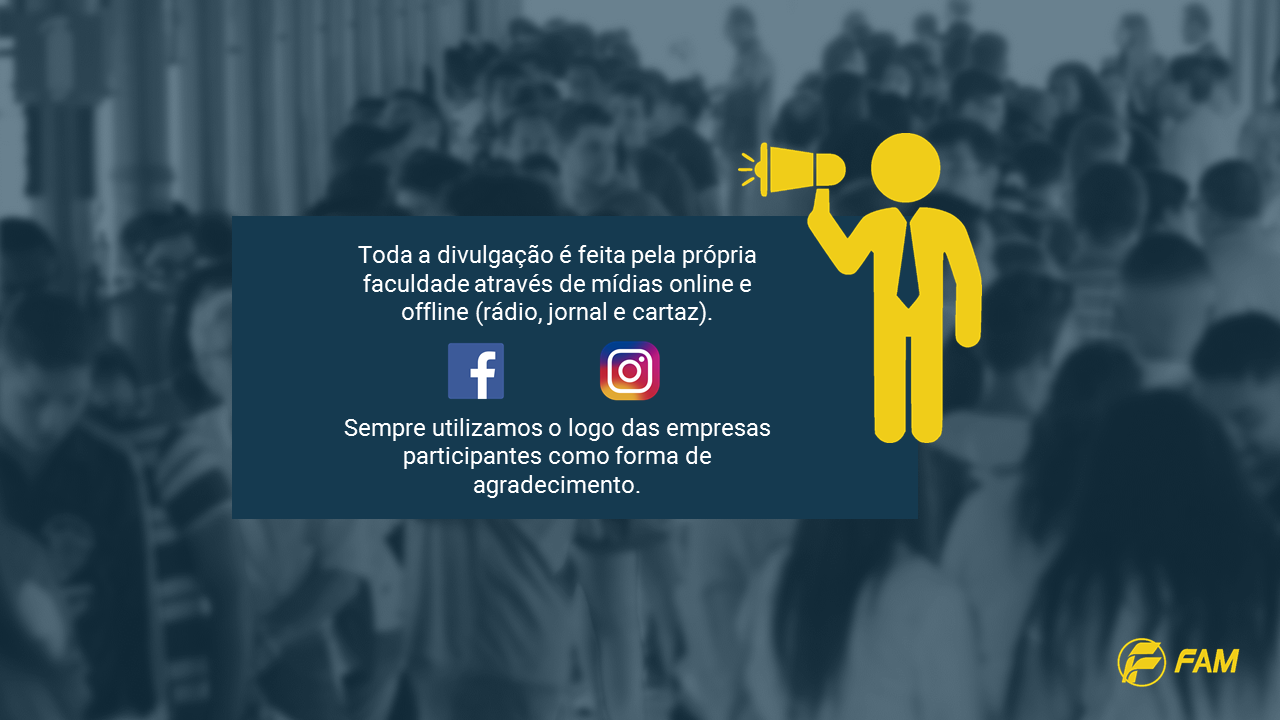 Toda a divulgação é feita pela própria
faculdade através de mídias online e
offline (rádio, jornal e cartaz).
Sempre utilizamos o logo das empresas
participantes como forma de
agradecimento.
FAM